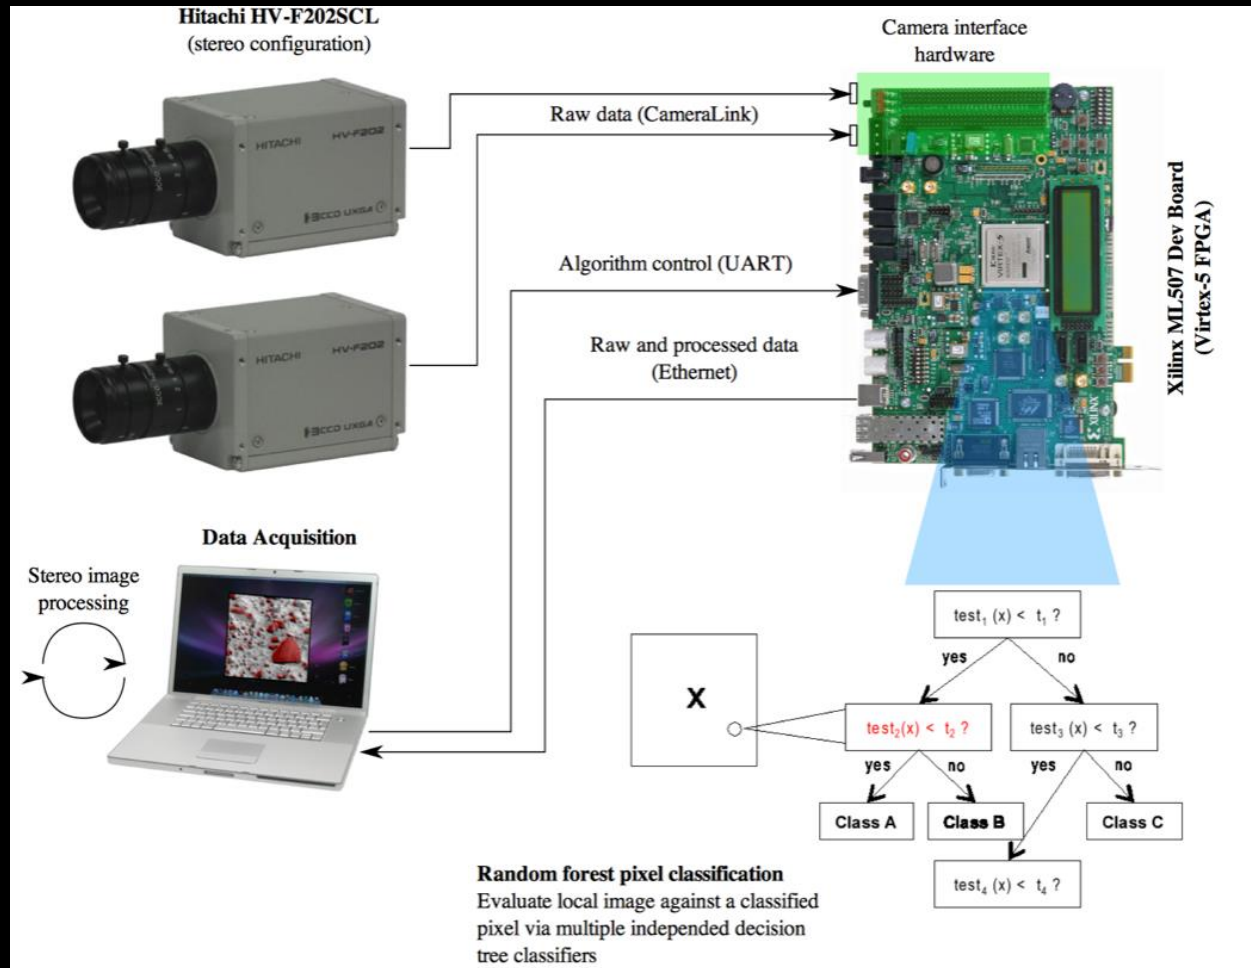 Hitachi HV-F202SCL
(stereo configuration)
Camera interface
hardware
HITACHI
HV-F202
3CCD UXGA
Raw data (CameraLink)
Algorithm control (UART)
Raw and processed data
(Ethernet)
VIRTEX-5
XILINX
Xilinx ML507 Dev Board
(Virtex-5 FPGA)
HITACHI
HV-F202
3CCD UXGA
Data Acquisition
Stereo image
processing
X
test₁ (x) < t₁ ?
yes
no
test₂(x) < t₂ ?
test₃ (x) < t₃ ?
yes
no
yes
no
Class A
Class B
Class C
test₄ (x) < t₄ ?
Random forest pixel classification
Evaluate local image against a classified
pixel via multiple independed decision
tree classifiers